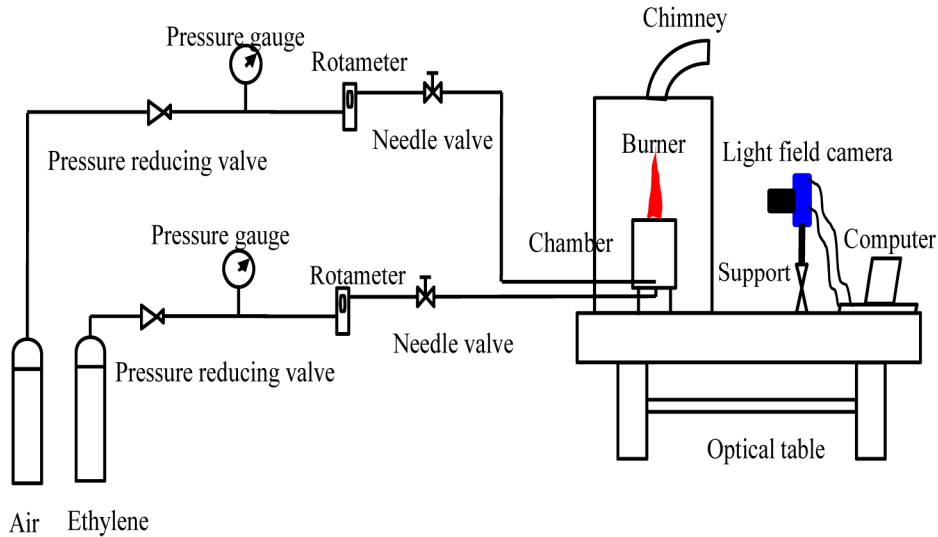 Chimney
Pressure gauge
Rotameter
Needle valve
Pressure reducing valve
Burner
Light field camera
Pressure gauge
Chamber
Computer
Rotameter
Support
Needle valve
Pressure reducing valve
Optical table
Air
Ethylene